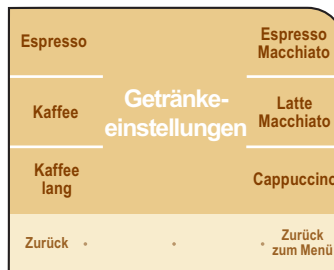 Espresso
Espresso
Macchiato
Getränke-
einstellungen
Kaffee
Latte
Macchiato
Kaffee
lang
Cappuccino
Zurück
Zurück
zum Menü